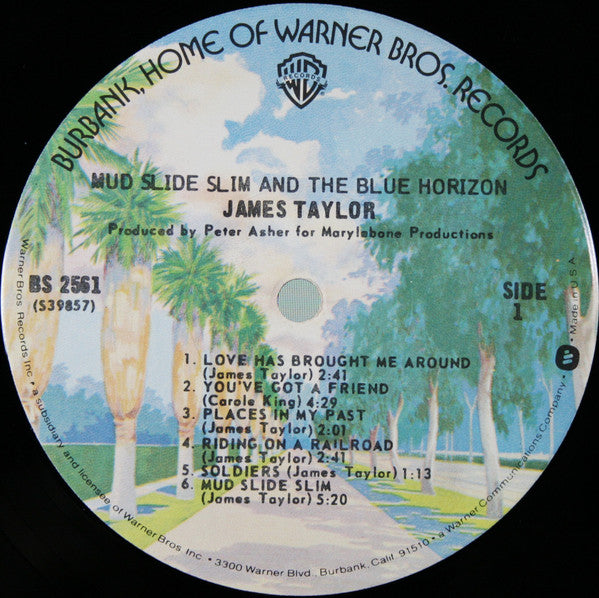 BURBANK, HOME OF WARNER BROS. RECORDS
WB
RECORDS
MUD SLIDE SLIM AND THE BLUE HORIZON
JAMES TAYLOR
Produced by Peter Asher for Marylebone Productions
BS 2561
(S39857)
SIDE
1
1. LOVE HAS BROUGHT ME AROUND
(James Taylor) 2:41
2. YOU'VE GOT A FRIEND
(Carole King) 4:29
3. PLACES IN MY PAST
(James Taylor) 2:01
4. RIDING ON A RAILROAD
(James Taylor) 2:41
5. SOLDIERS (James Taylor) 1:13
6. MUD SLIDE SLIM
(James Taylor) 5:20
Warner Bros. Records Inc. • a subsidiary and licensee of Warner Bros. Inc. • 3300 Warner Blvd., Burbank, Calif. 91510 • a Warner Communications Company. • Made in U.S.A.